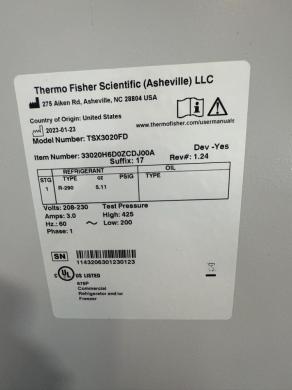 Thermo Fisher Scientific (Asheville) LLC
275 Aiken Rd, Asheville, NC 28804 USA
Country of Origin: United States
2023-01-23
www.thermofisher.com/usermanuals
Model Number: TSX3020FD
Item Number: 33020H6D0ZCDJ00A Dev -Yes
Suffix: 17 Rev#: 1.24
REFRIGERANT OIL
STG TYPE oz PSIG TYPE
1 R-290 5.11
Volts: 208-230 Test Pressure
Amps: 3.0 High: 425
Hz.: 60 ~ Low: 200
Phase: 1
SN
1143206301230123
C UL US LISTED
876P
Commercial
Refrigerator and/or
Freezer